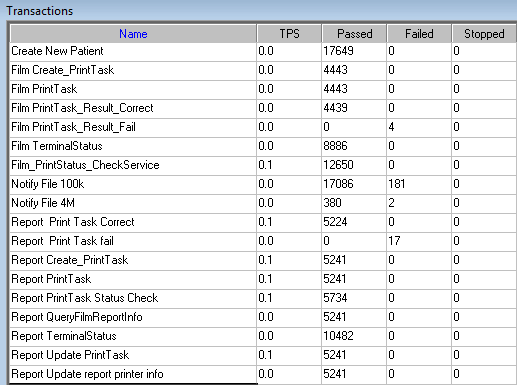 Transactions
Name TPS Passed Failed Stopped
Create New Patient 0.0 17649 0 0
Film Create_PrintTask 0.0 4443 0 0
Film PrintTask 0.0 4443 0 0
Film PrintTask_Result_Correct 0.0 4439 0 0
Film PrintTask_Result_Fail 0.0 0 4 0
Film TerminalStatus 0.0 8886 0 0
Film_PrintStatus_CheckService 0.1 12650 0 0
Notify File 100k 0.0 17086 181 0
Notify File 4M 0.0 380 2 0
Report  Print Task Correct 0.1 5224 0 0
Report  Print Task fail 0.0 0 17 0
Report Create_PrintTask 0.1 5241 0 0
Report PrintTask 0.1 5241 0 0
Report PrintTask Status Check 0.1 5734 0 0
Report QueryFilmReportInfo 0.0 5241 0 0
Report TerminalStatus 0.0 10482 0 0
Report Update PrintTask 0.1 5241 0 0
Report Update report printer info 0.0 5241 0 0